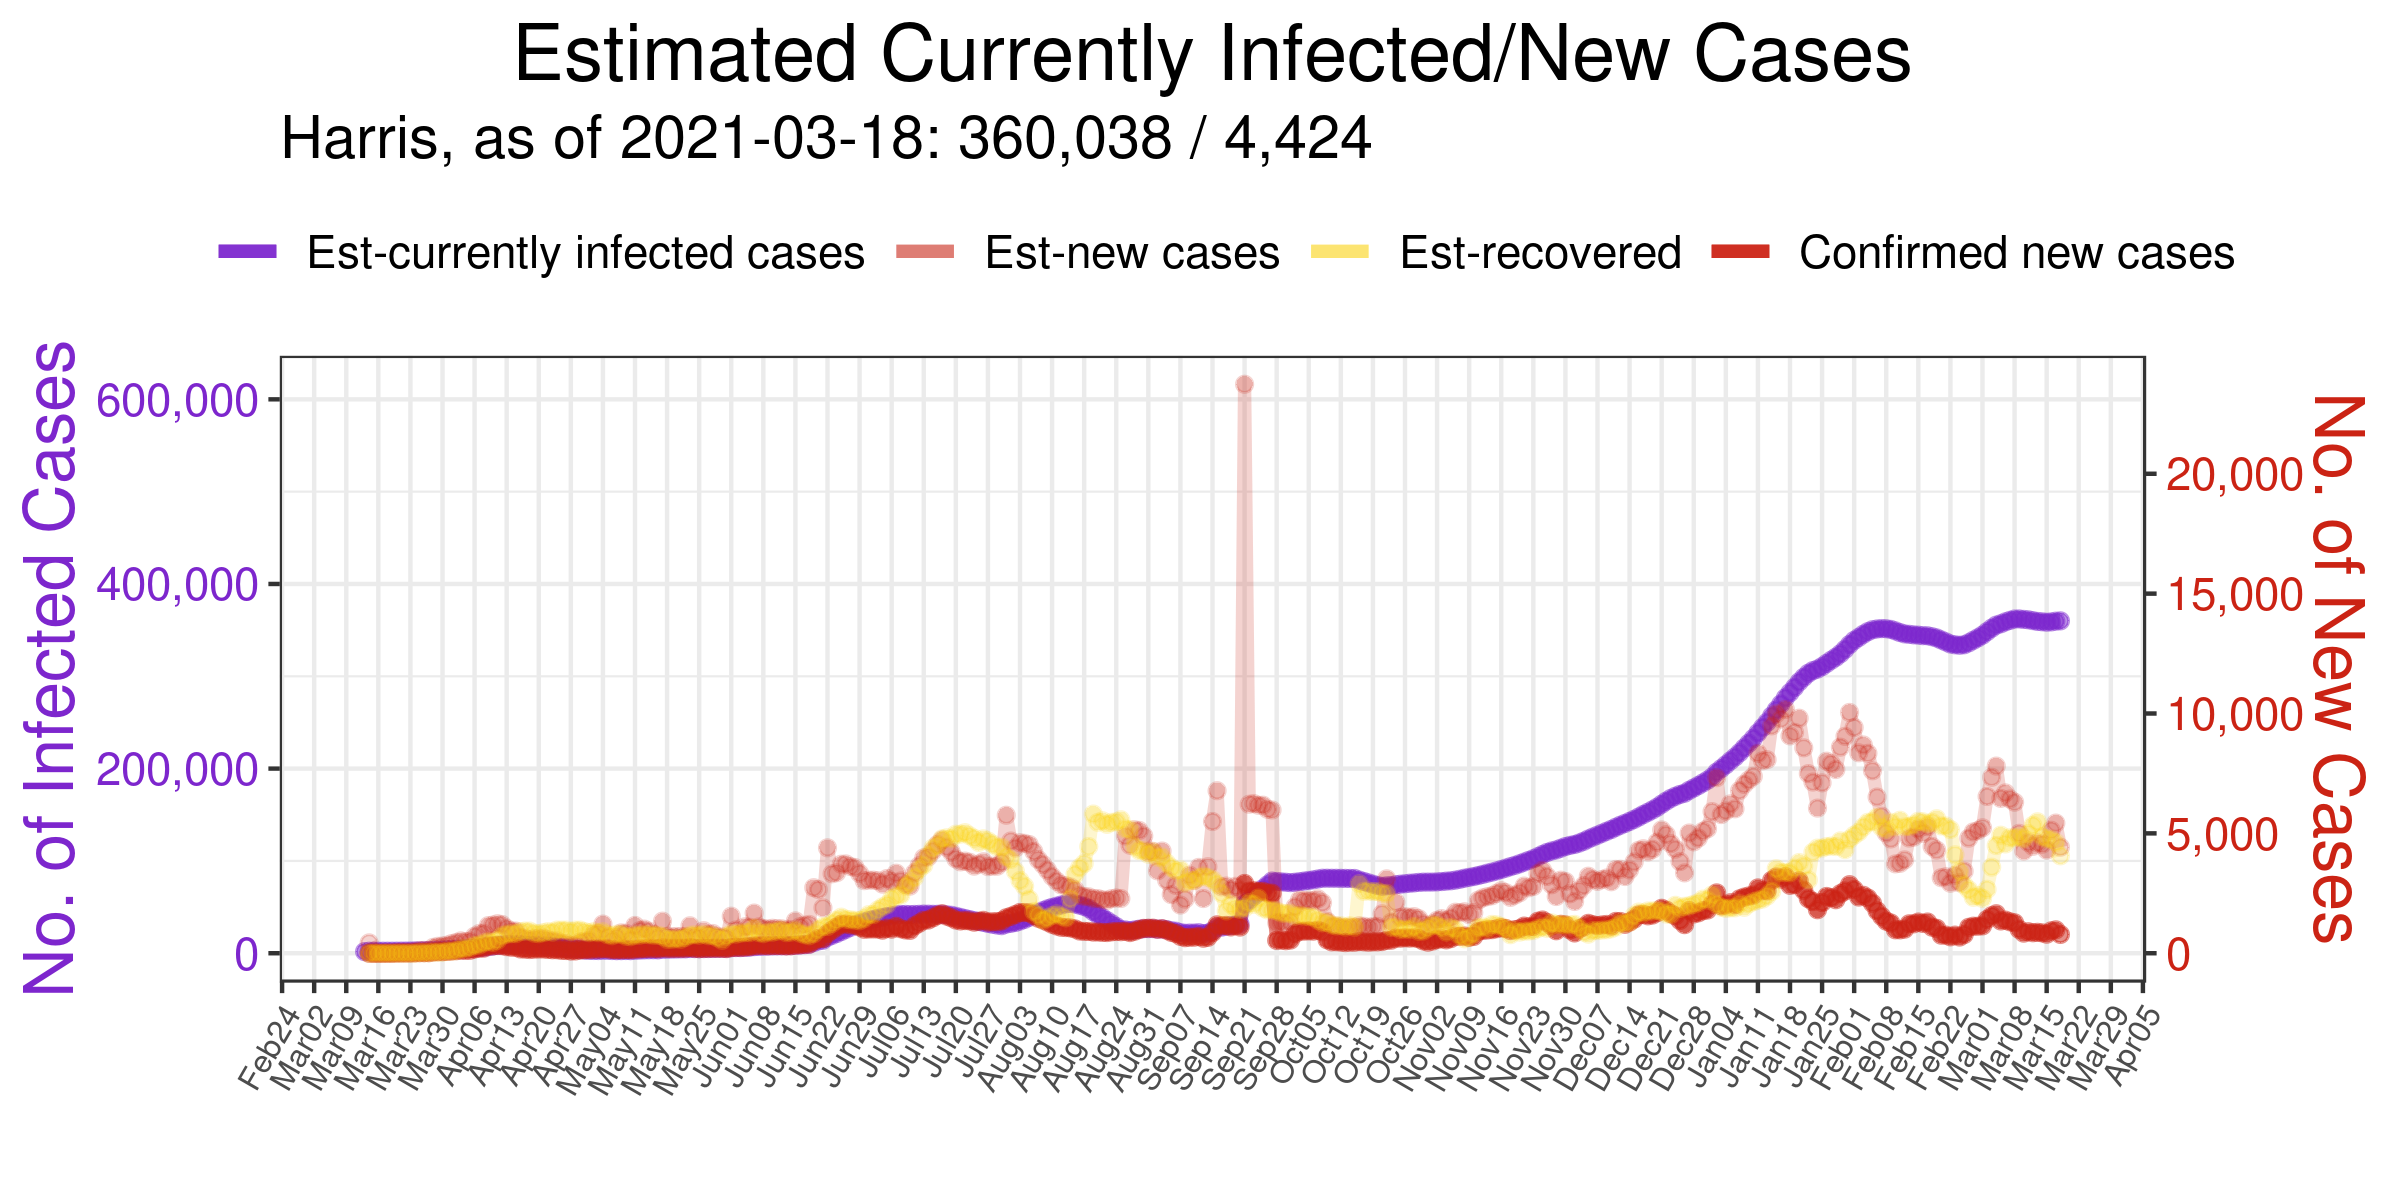 Estimated Currently Infected/New Cases
Harris, as of 2021-03-18: 360,038 / 4,424
Est-currently infected cases Est-new cases Est-recovered Confirmed new cases
No. of Infected Cases
600,000
400,000
200,000
0
20,000
15,000
10,000
5,000
0
No. of New Cases
Feb24
Mar02
Mar09
Mar16
Mar23
Mar30
Apr06
Apr13
Apr20
Apr27
May04
May11
May18
May25
Jun01
Jun08
Jun15
Jun22
Jun29
Jul06
Jul13
Jul20
Jul27
Aug03
Aug10
Aug17
Aug24
Aug31
Sep07
Sep14
Sep21
Sep28
Oct05
Oct12
Oct19
Oct26
Nov02
Nov09
Nov16
Nov23
Nov30
Dec07
Dec14
Dec21
Dec28
Jan04
Jan11
Jan18
Jan25
Feb01
Feb08
Feb15
Feb22
Mar01
Mar08
Mar15
Mar22
Mar29
Apr05